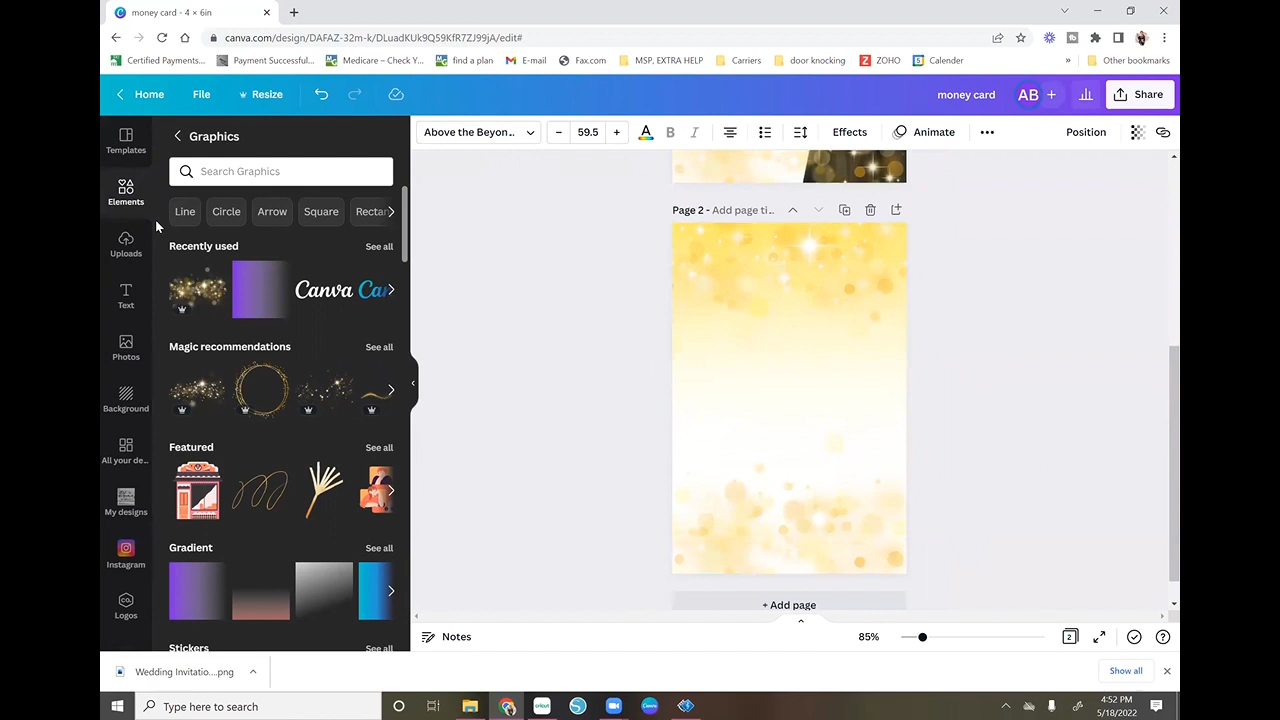 money card - 4 × 6in
canva.com/design/DAFAZ-32m-k/DLuadKUk9Q59KfR7ZJ99jA/edit#
Certified Payments...
Payment Successful...
Medicare – Check Y...
find a plan
E-mail
Fax.com
MSP, EXTRA HELP
Carriers
door knocking
ZOHO
Calender
»
Other bookmarks
Home
File
Resize
money card
AB
+
Share
Templates
Elements
Uploads
Text
Photos
Background
All your de...
My designs
Instagram
CO.
Logos
Graphics
Search Graphics
Line
Circle
Arrow
Square
Rectan
Recently used
See all
Canva
Ca
Magic recommendations
See all
Featured
See all
Gradient
See all
Stickers
See all
Above the Beyon...
– 59.5 +
A
B
I
Effects
Animate
•••
Position
Page 2 - Add page ti...
+ Add page
Notes
85%
2
?
Wedding Invitatio....png
Show all
Type here to search
cricut
Canva
4:52 PM
5/18/2022